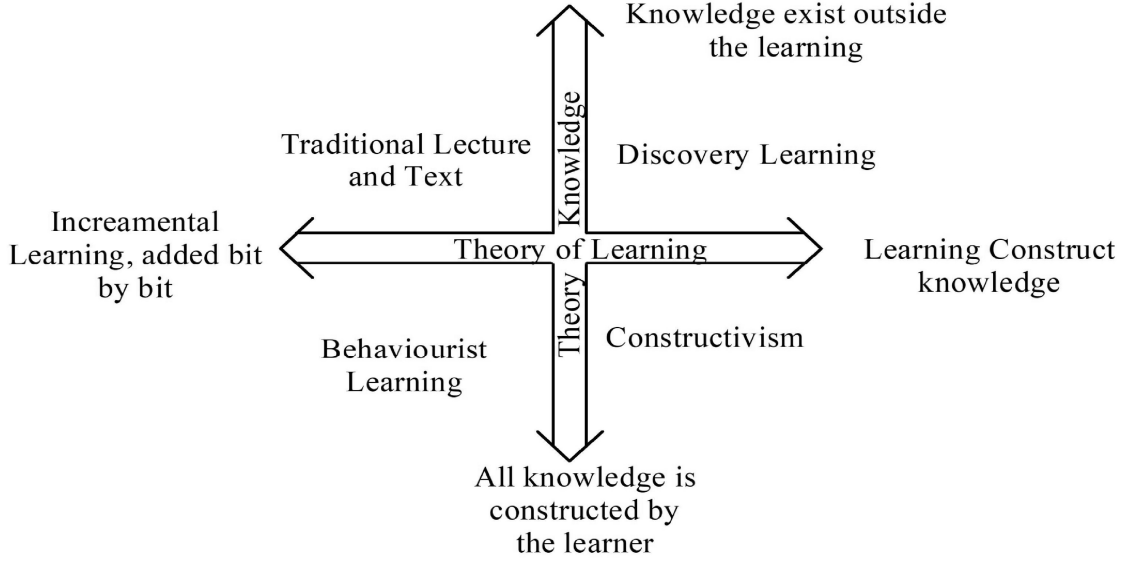 Knowledge exist outside
the learning
Traditional Lecture
and Text
Knowledge
Discovery Learning
Increamental
Learning, added bit
by bit
Theory of Learning
Learning Construct
knowledge
Theory
Behaviourist
Learning
Constructivism
All knowledge is
constructed by
the learner